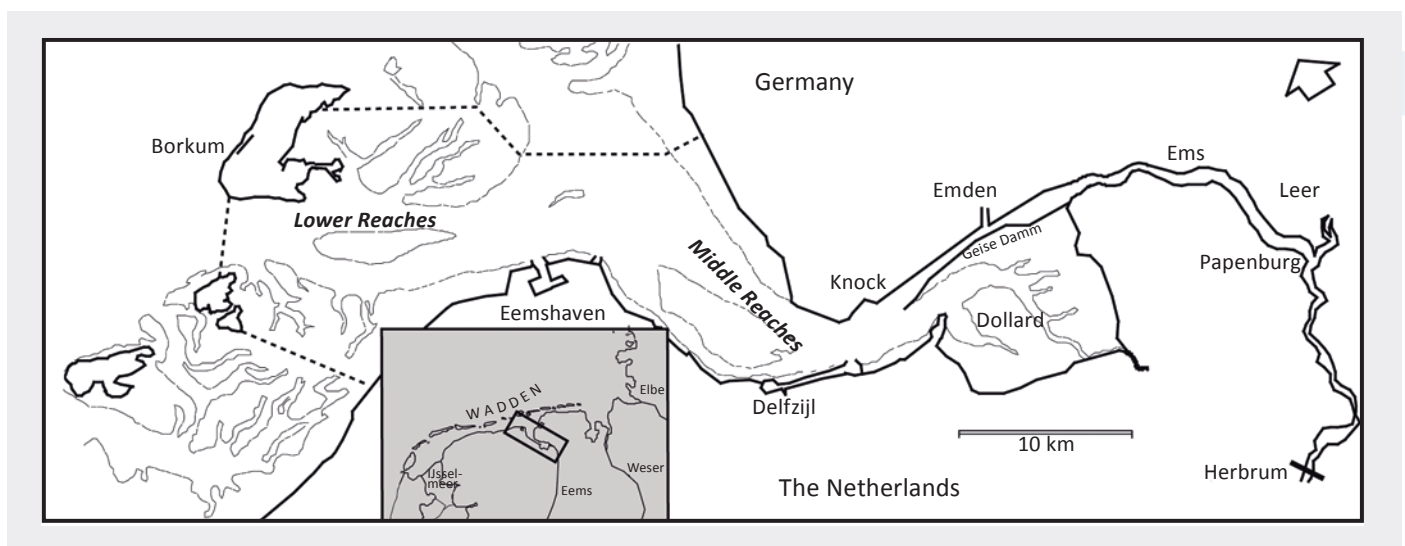 Germany
Borkum
Ems
Emden
Leer
Lower Reaches
Geise Damm
Middle Reaches
Papenburg
Knock
Eemshaven
Dollard
Delfzijl
10 km
Herbrum
The Netherlands
WADDEN
Elbe
IJssel-
meer
Weser
Eems